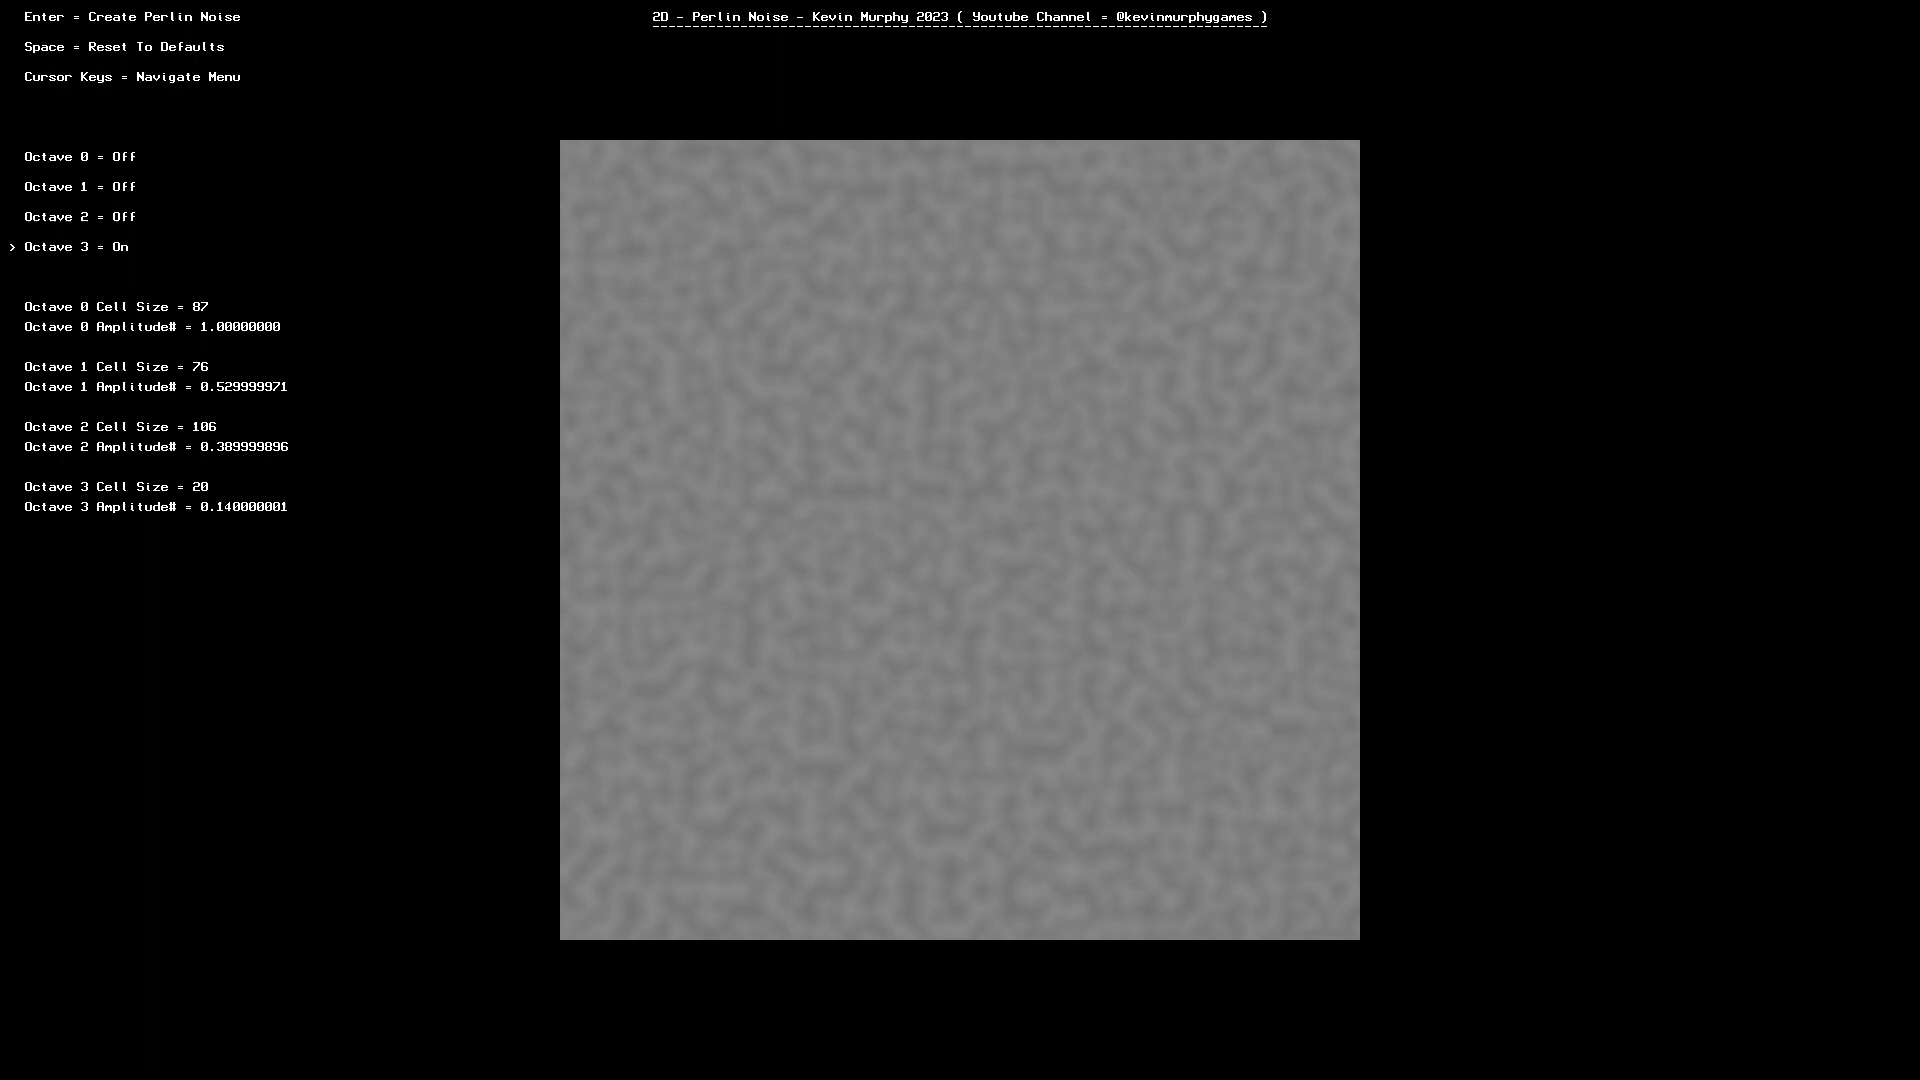 Enter = Create Perlin Noise
2D - Perlin Noise - Kevin Murphy 2023 ( Youtube Channel = @kevinmurphygames )
Space = Reset To Defaults
Cursor Keys = Navigate Menu
Octave 0 = Off
Octave 1 = Off
Octave 2 = Off
> Octave 3 = On
Octave 0 Cell Size = 87
Octave 0 Amplitude# = 1.00000000
Octave 1 Cell Size = 76
Octave 1 Amplitude# = 0.529999971
Octave 2 Cell Size = 106
Octave 2 Amplitude# = 0.389999896
Octave 3 Cell Size = 20
Octave 3 Amplitude# = 0.140000001